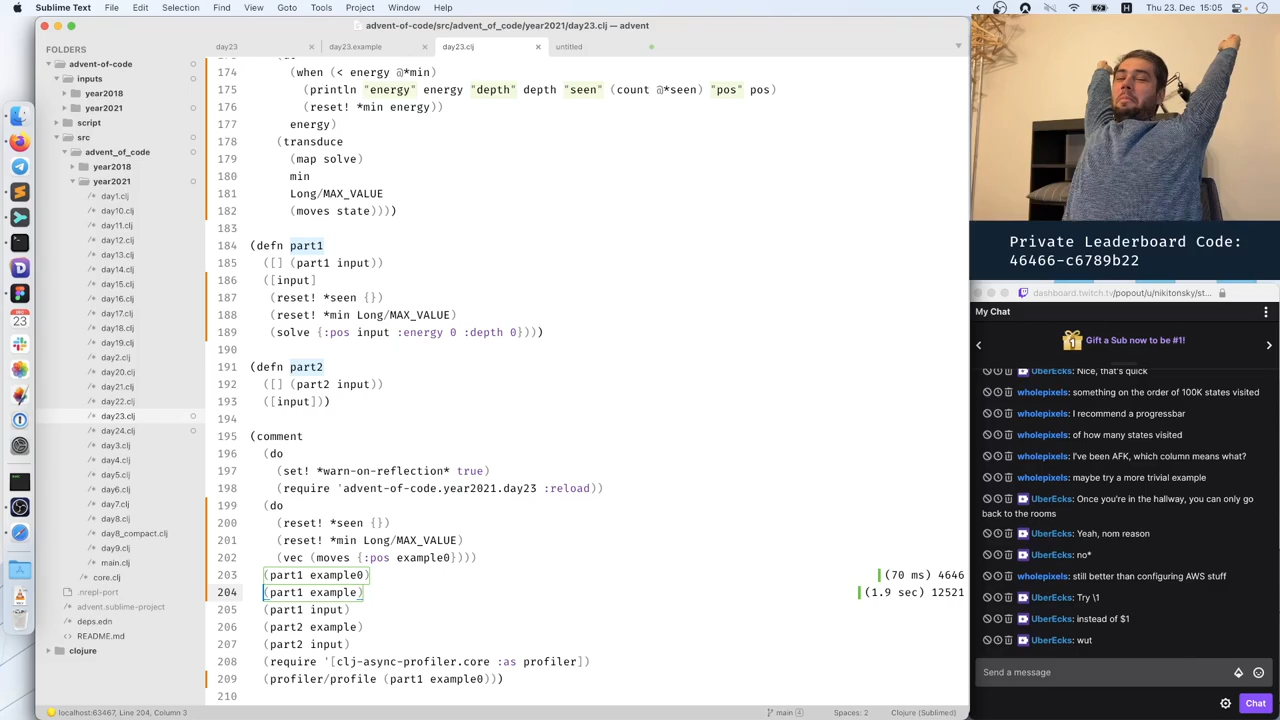 Sublime Text File Edit Selection Find View Goto Tools Project Window Help
Thu 23. Dec 15:05
advent-of-code/src/advent_of_code/year2021/day23.clj — advent
FOLDERS
advent-of-code
inputs
year2018
year2021
script
src
advent_of_code
year2018
year2021
day1.clj
day10.clj
day11.clj
day12.clj
day13.clj
day14.clj
day15.clj
day16.clj
day17.clj
day18.clj
day19.clj
day2.clj
day20.clj
day21.clj
day22.clj
day23.clj
day24.clj
day3.clj
day4.clj
day5.clj
day6.clj
day7.clj
day8.clj
day8_compact.clj
day9.clj
main.clj
core.clj
.nrepl-port
advent.sublime-project
deps.edn
README.md
clojure
day23
day23.example
day23.clj
untitled
174 (when (< energy @*min)
175 (println "energy" energy "depth" depth "seen" (count @*seen) "pos" pos)
176 (reset! *min energy))
177 energy)
178 (transduce
179 (map solve)
180 min
181 Long/MAX_VALUE
182 (moves state))))
183
184 (defn part1
185 ([] (part1 input))
186 ([input]
187 (reset! *seen {})
188 (reset! *min Long/MAX_VALUE)
189 (solve {:pos input :energy 0 :depth 0})))
190
191 (defn part2
192 ([] (part2 input))
193 ([input]))
194
195 (comment
196 (do
197 (set! *warn-on-reflection* true)
198 (require 'advent-of-code.year2021.day23 :reload))
199 (do
200 (reset! *seen {})
201 (reset! *min Long/MAX_VALUE)
202 (vec (moves {:pos example0})))
203 (part1 example0) (70 ms) 4646
204 (part1 example) (1.9 sec) 12521
205 (part1 input)
206 (part2 example)
207 (part2 input)
208 (require '[clj-async-profiler.core :as profiler])
209 (profiler/profile (part1 example0)))
210
localhost:63467, Line 204, Column 3
main 4
Spaces: 2
Clojure (Sublimed)
DEC
23
Private Leaderboard Code:
46466-c6789b22
dashboard.twitch.tv/popout/u/nikitonsky/st...
My Chat
1
Gift a Sub now to be #1!
UberEcks: Nice, that's quick
wholepixels: something on the order of 100K states visited
wholepixels: I recommend a progressbar
wholepixels: of how many states visited
wholepixels: I've been AFK, which column means what?
wholepixels: maybe try a more trivial example
UberEcks: Once you're in the hallway, you can only go
back to the rooms
UberEcks: Yeah, nom reason
UberEcks: no*
wholepixels: still better than configuring AWS stuff
UberEcks: Try \1
UberEcks: instead of $1
UberEcks: wut
Send a message
Chat